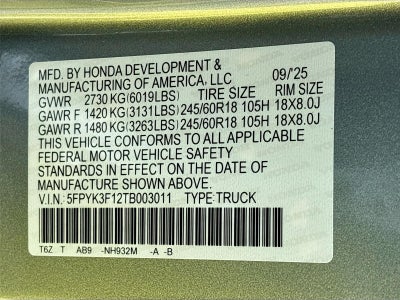 MFD. BY HONDA DEVELOPMENT &
MANUFACTURING OF AMERICA, LLC 09/'25
GVWR 2730 KG(6019LBS) TIRE SIZE RIM SIZE
GAWR F 1420 KG(3131LBS) 245/60R18 105H 18X8.0J
GAWR R 1480 KG(3263LBS) 245/60R18 105H 18X8.0J
THIS VEHICLE CONFORMS TO ALL APPLICABLE
FEDERAL MOTOR VEHICLE SAFETY
STANDARDS IN EFFECT ON THE DATE OF
MANUFACTURE SHOWN ABOVE.
V.I.N.: 5FPYK3F12TB003011 TYPE:TRUCK
T6Z T AB9 -NH932M -A -B